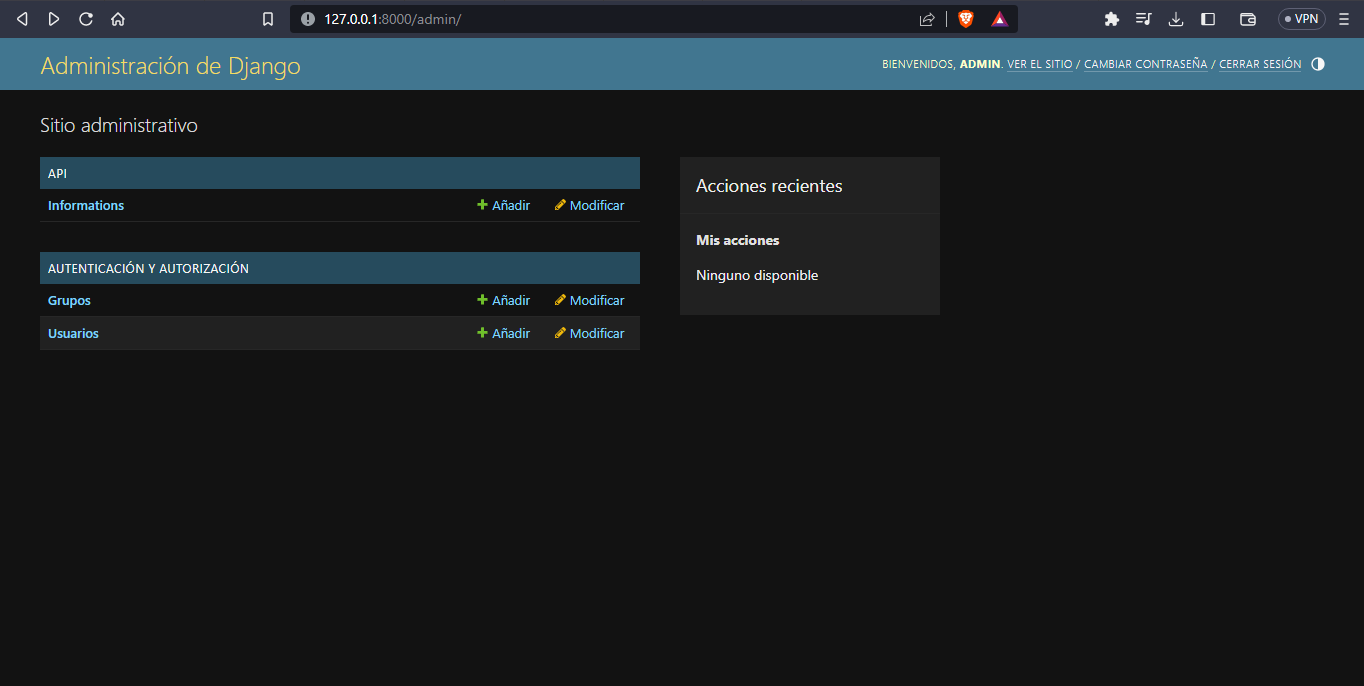 127.0.0.1:8000/admin/
VPN
Administración de Django
BIENVENIDOS, ADMIN. VER EL SITIO / CAMBIAR CONTRASEÑA / CERRAR SESIÓN
Sitio administrativo
API
Informations Añadir Modificar
AUTENTICACIÓN Y AUTORIZACIÓN
Grupos Añadir Modificar
Usuarios Añadir Modificar
Acciones recientes
Mis acciones
Ninguno disponible